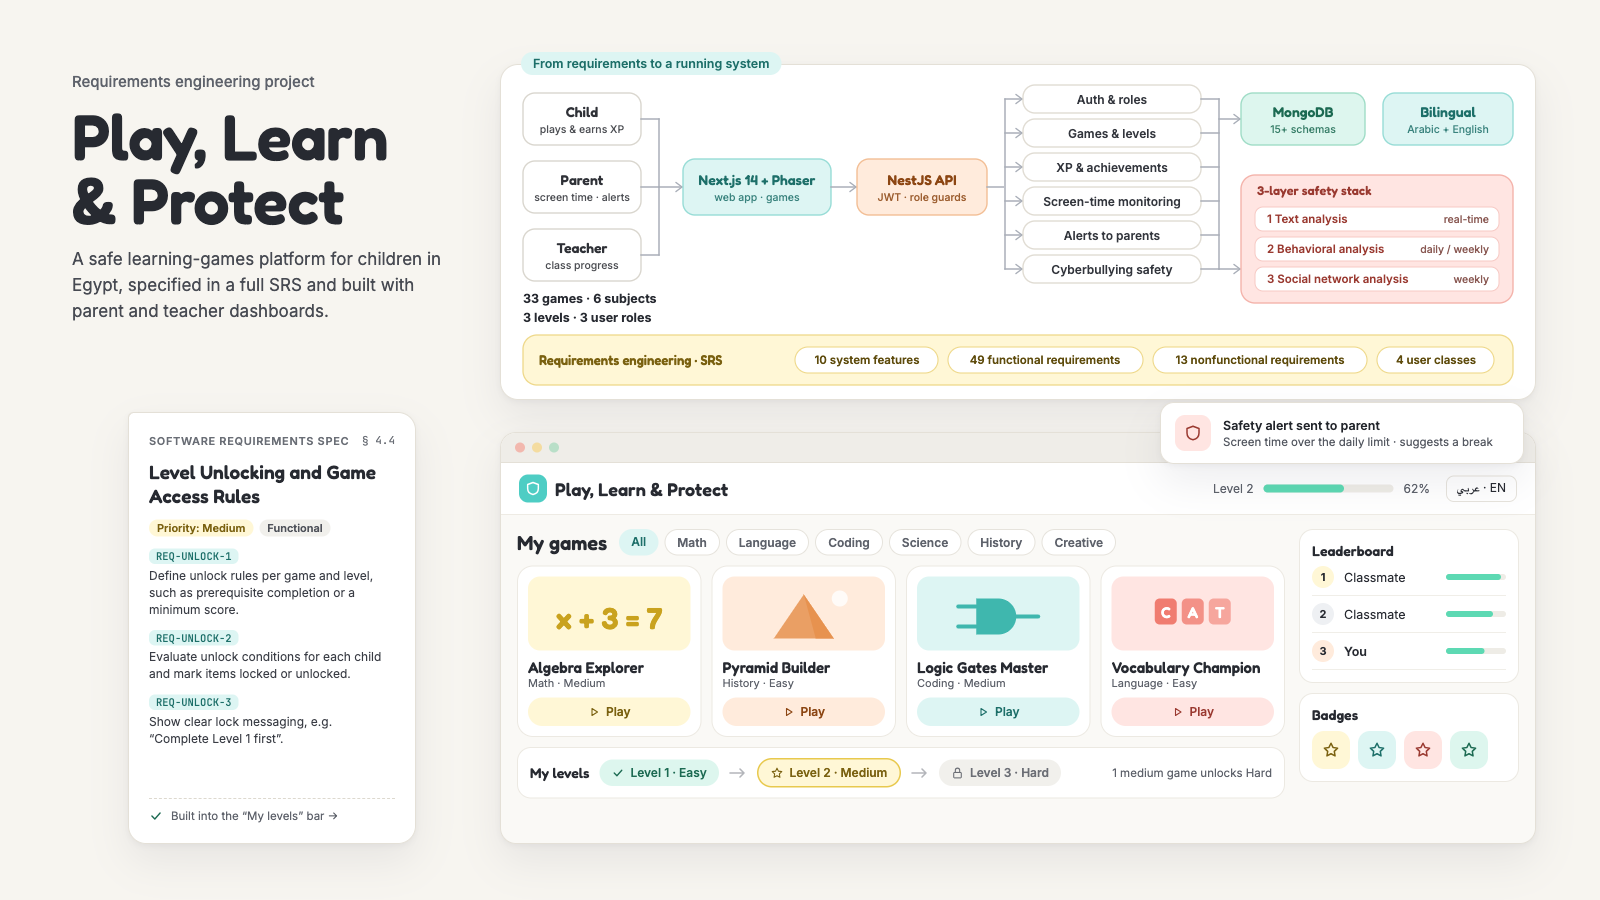 Requirements engineering project
Play, Learn
& Protect
A safe learning-games platform for children in
Egypt, specified in a full SRS and built with
parent and teacher dashboards.
From requirements to a running system
Child
plays & earns XP
Parent
screen time · alerts
Teacher
class progress
33 games · 6 subjects
3 levels · 3 user roles
Next.js 14 + Phaser
web app · games
NestJS API
JWT · role guards
Auth & roles
Games & levels
XP & achievements
Screen-time monitoring
Alerts to parents
Cyberbullying safety
MongoDB
15+ schemas
Bilingual
Arabic + English
3-layer safety stack
1 Text analysis real-time
2 Behavioral analysis daily / weekly
3 Social network analysis weekly
Requirements engineering · SRS
10 system features
49 functional requirements
13 nonfunctional requirements
4 user classes
SOFTWARE REQUIREMENTS SPEC § 4.4
Level Unlocking and Game
Access Rules
Priority: Medium
Functional
REQ-UNLOCK-1
Define unlock rules per game and level,
such as prerequisite completion or a
minimum score.
REQ-UNLOCK-2
Evaluate unlock conditions for each child
and mark items locked or unlocked.
REQ-UNLOCK-3
Show clear lock messaging, e.g.
“Complete Level 1 first”.
Built into the “My levels” bar →
Safety alert sent to parent
Screen time over the daily limit · suggests a break
Play, Learn & Protect
Level 2 62%
عربي · EN
My games
All
Math
Language
Coding
Science
History
Creative
x + 3 = 7
Algebra Explorer
Math · Medium
Play
Pyramid Builder
History · Easy
Play
Logic Gates Master
Coding · Medium
Play
C A T
Vocabulary Champion
Language · Easy
Play
My levels
Level 1 · Easy
Level 2 · Medium
Level 3 · Hard
1 medium game unlocks Hard
Leaderboard
1 Classmate
2 Classmate
3 You
Badges